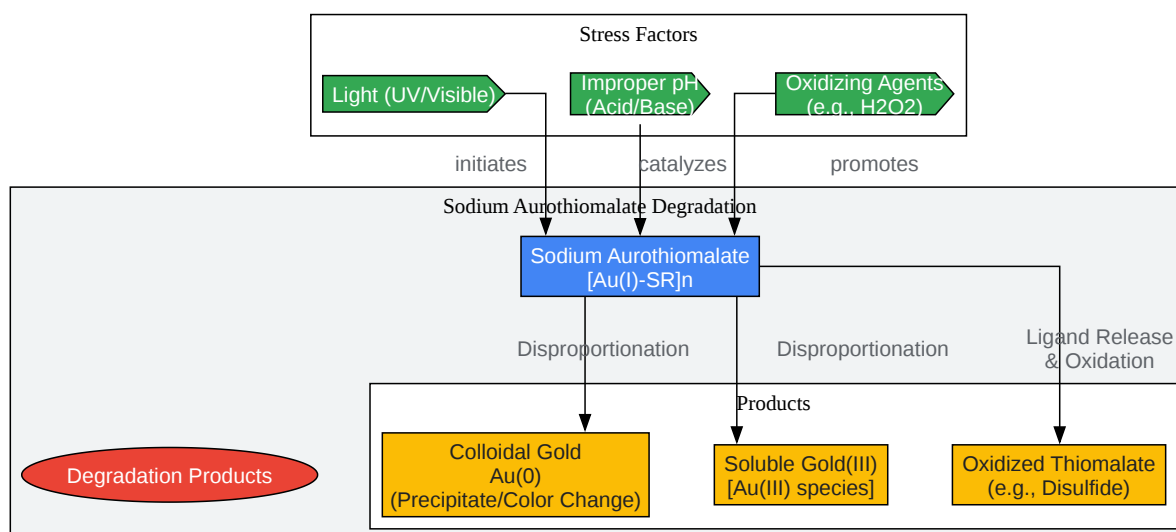 Stress Factors
Light (UV/Visible)
Improper pH
(Acid/Base)
Oxidizing Agents
(e.g., H2O2)
initiates
catalyzes
promotes
Sodium Aurothiomalate Degradation
Sodium Aurothiomalate
[Au(I)-SR]n
Disproportionation
Disproportionation
Ligand Release
& Oxidation
Products
Degradation Products
Colloidal Gold
Au(0)
(Precipitate/Color Change)
Soluble Gold(III)
[Au(III) species]
Oxidized Thiomalate
(e.g., Disulfide)